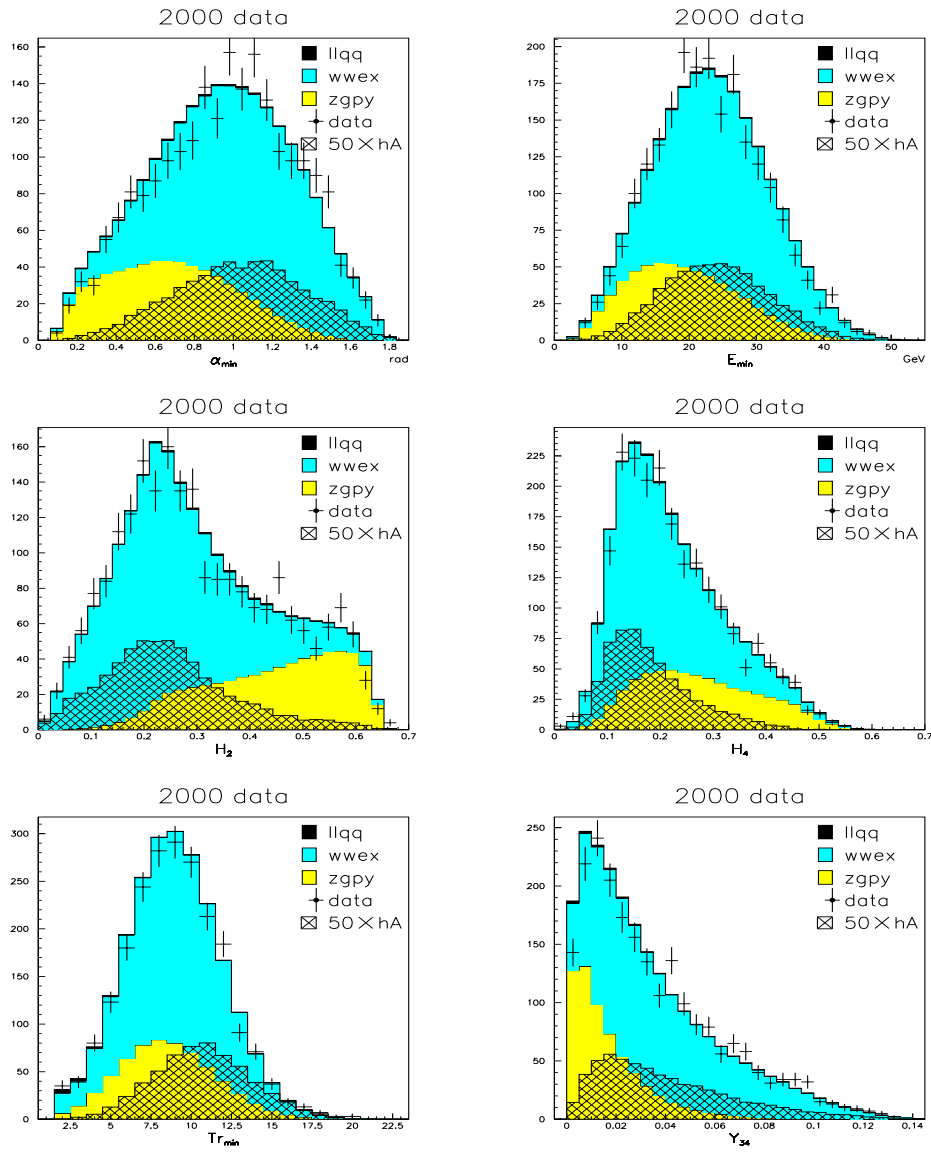 2000 data
160
140
120
100
80
60
40
20
0
llqq
wwex
zgpy
data
50×hA
0 0.2 0.4 0.6 0.8 1 1.2 1.4 1.6 1.8
α min rad
2000 data
200
175
150
125
100
75
50
25
0
llqq
wwex
zgpy
data
50×hA
0 10 20 30 40 50
E min GeV
2000 data
160
140
120
100
80
60
40
20
0
llqq
wwex
zgpy
data
50×hA
0 0.1 0.2 0.3 0.4 0.5 0.6 0.7
H 2
2000 data
225
200
175
150
125
100
75
50
25
0
llqq
wwex
zgpy
data
50×hA
0 0.1 0.2 0.3 0.4 0.5 0.6 0.7
H 4
2000 data
300
250
200
150
100
50
0
llqq
wwex
zgpy
data
50×hA
2.5 5 7.5 10 12.5 15 17.5 20 22.5
Tr min
2000 data
250
200
150
100
50
0
llqq
wwex
zgpy
data
50×hA
0 0.02 0.04 0.06 0.08 0.1 0.12 0.14
Y 34